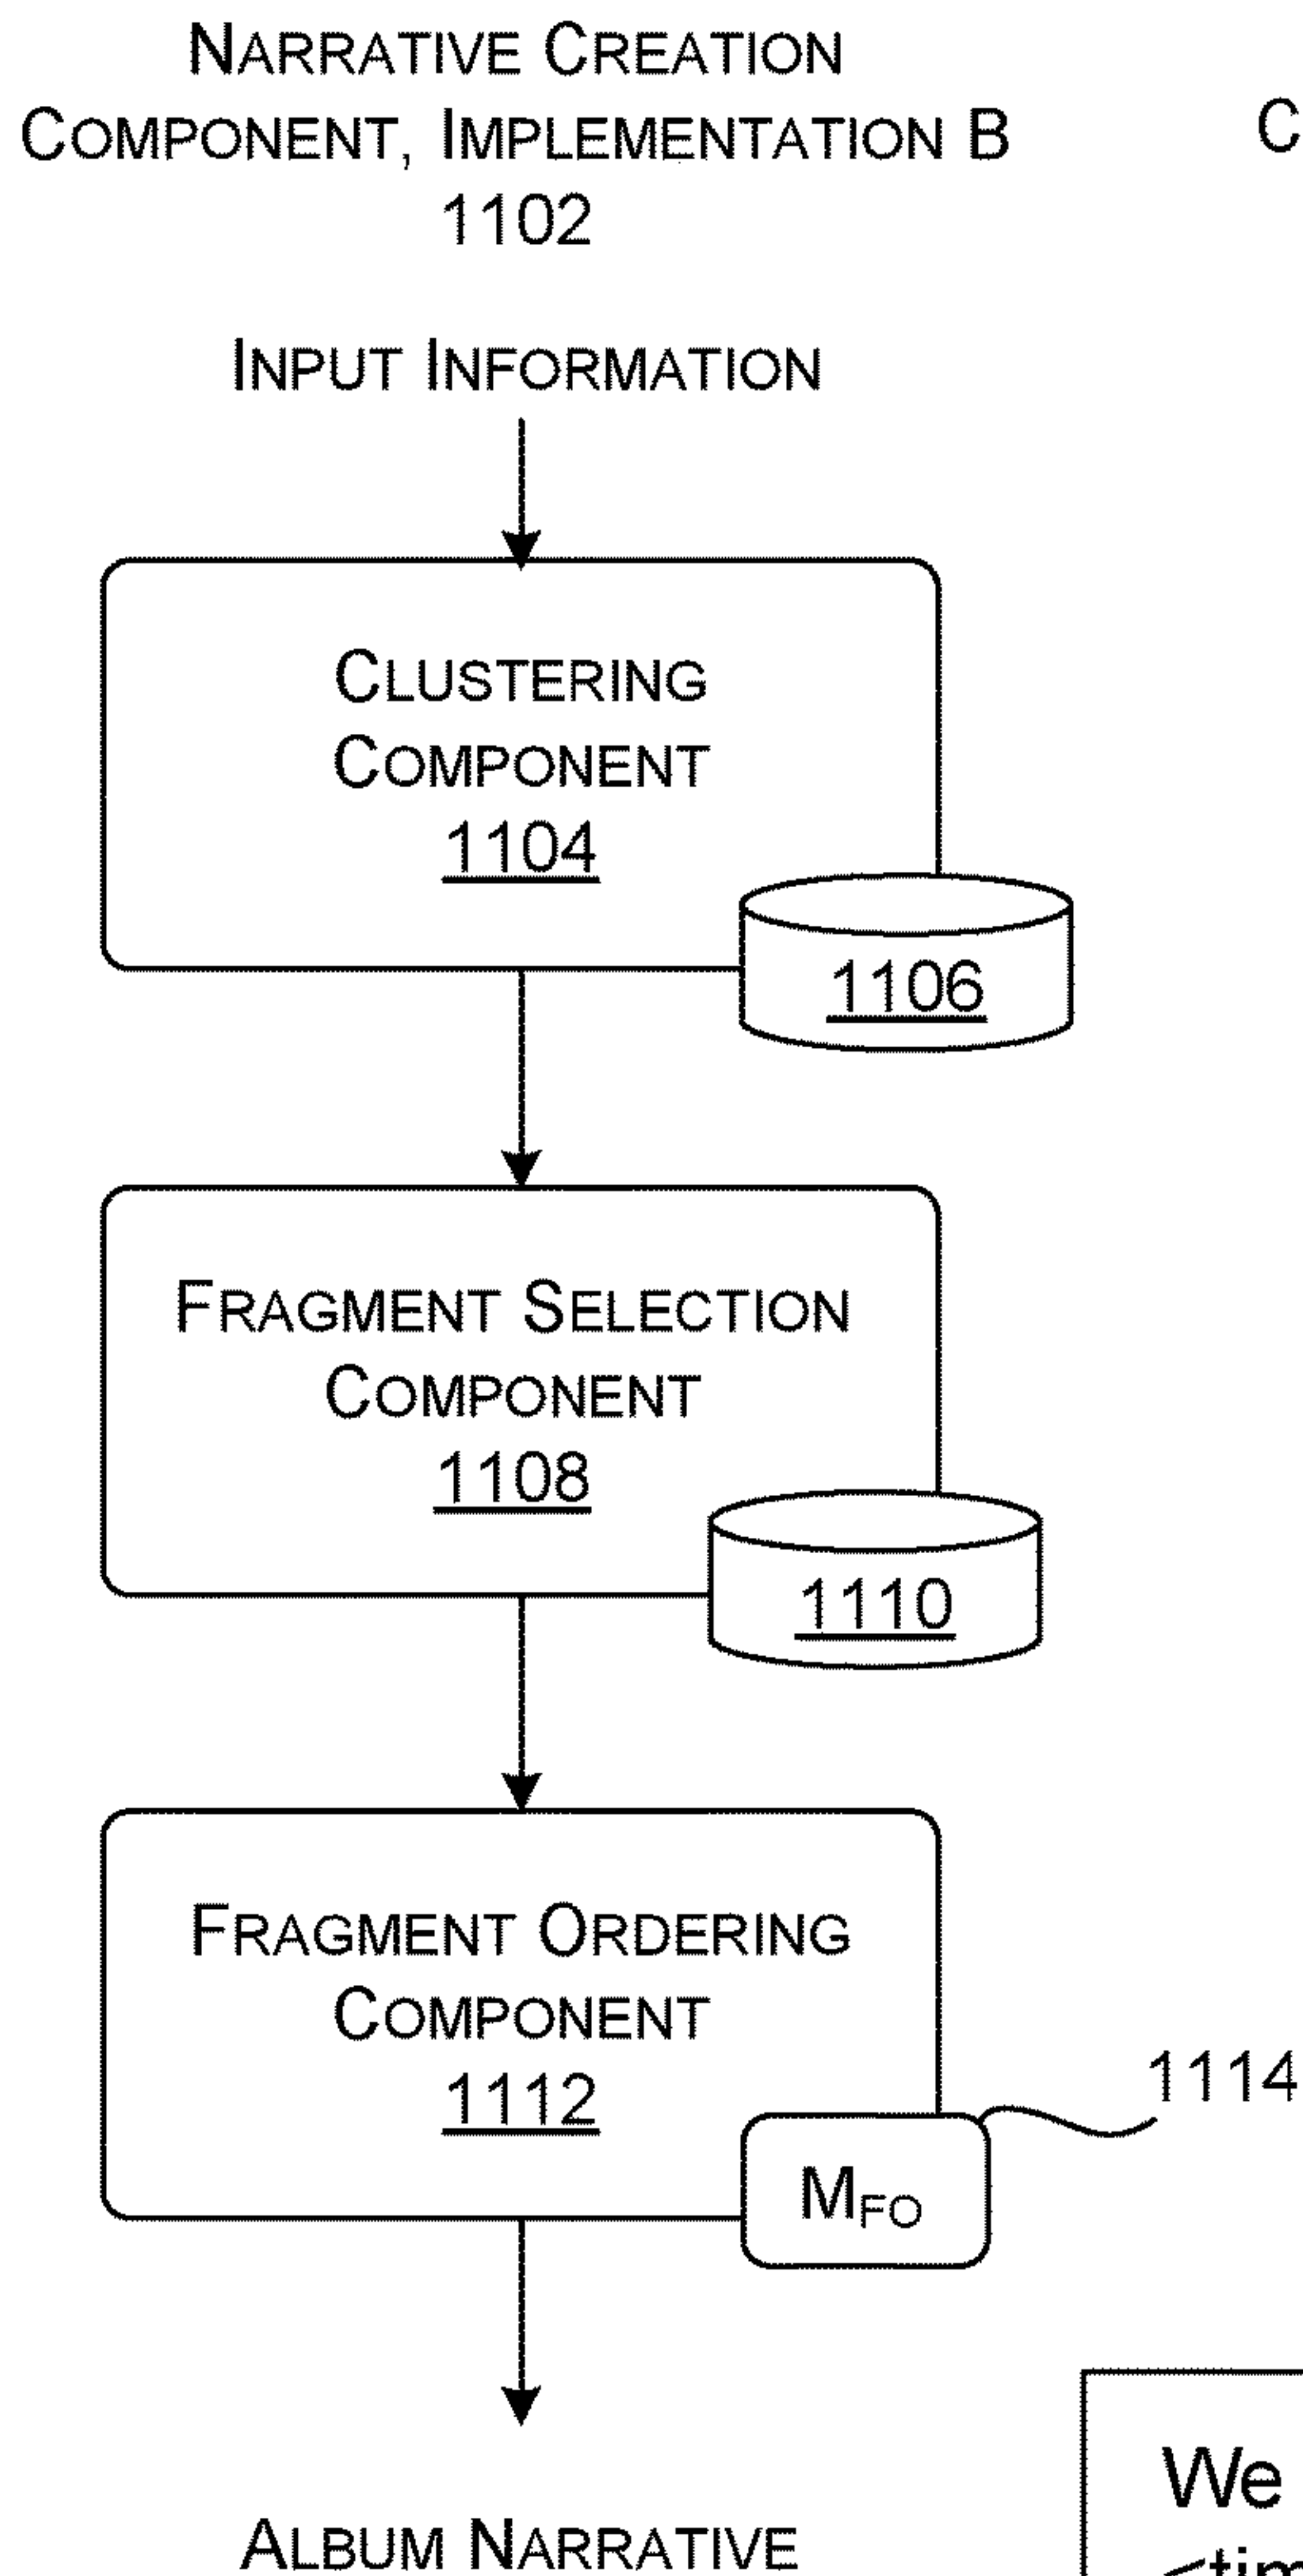 NARRATIVE CREATION
COMPONENT, IMPLEMENTATION B
1102
C
INPUT INFORMATION
CLUSTERING
COMPONENT
1104
1106
FRAGMENT SELECTION
COMPONENT
1108
1110
FRAGMENT ORDERING
COMPONENT
1112
1114
MFO
ALBUM NARRATIVE
We